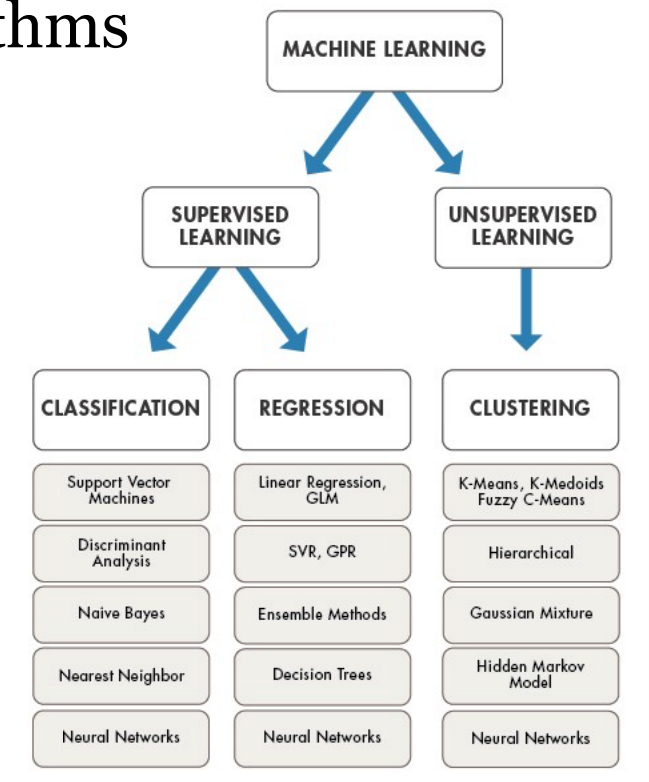 thms
MACHINE LEARNING
SUPERVISED
LEARNING
UNSUPERVISED
LEARNING
CLASSIFICATION
REGRESSION
CLUSTERING
Support Vector
Machines
Linear Regression,
GLM
K-Means, K-Medoids
Fuzzy C-Means
Discriminant
Analysis
SVR, GPR
Hierarchical
Naive Bayes
Ensemble Methods
Gaussian Mixture
Nearest Neighbor
Decision Trees
Hidden Markov
Model
Neural Networks
Neural Networks
Neural Networks